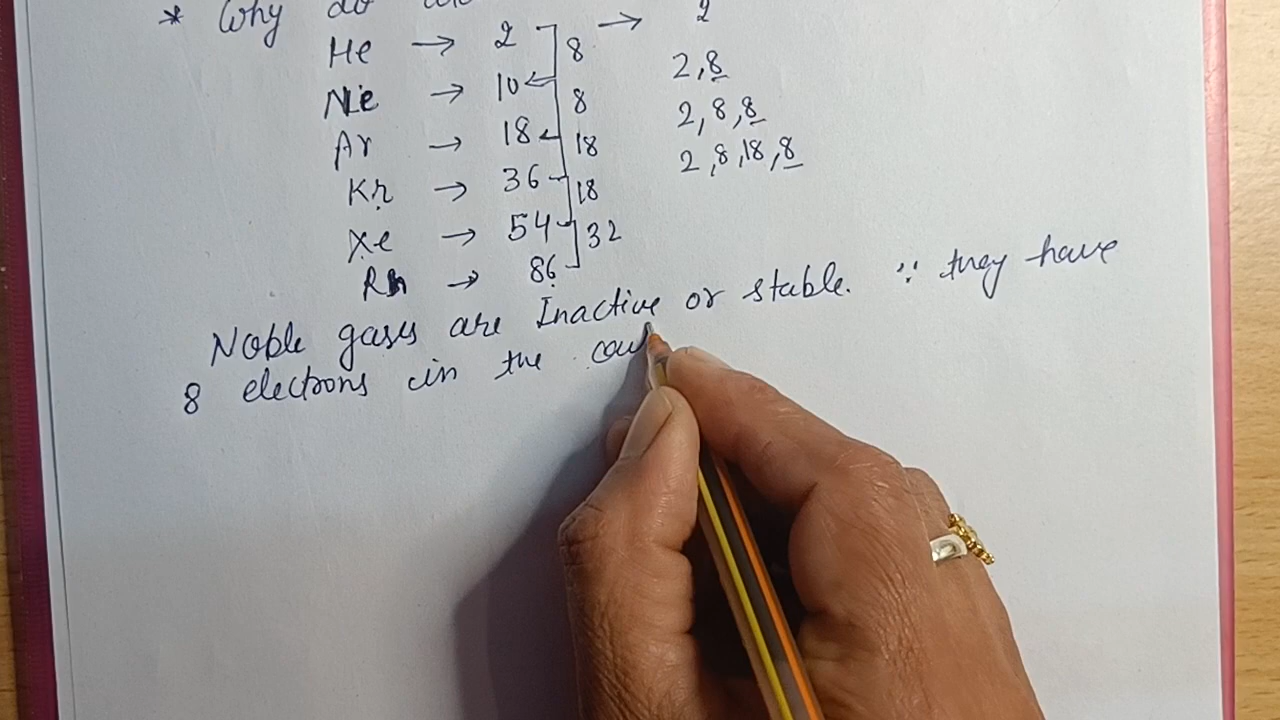 * Why do
He → 2 8 → 2
Ne → 10 8 2,8
Ar → 18 18 2,8,8
Kr → 36 18 2,8,18,8
Xe → 54 32
Rn → 86
Noble gases are Inactive or stable. ∵ they have
8 electrons in the